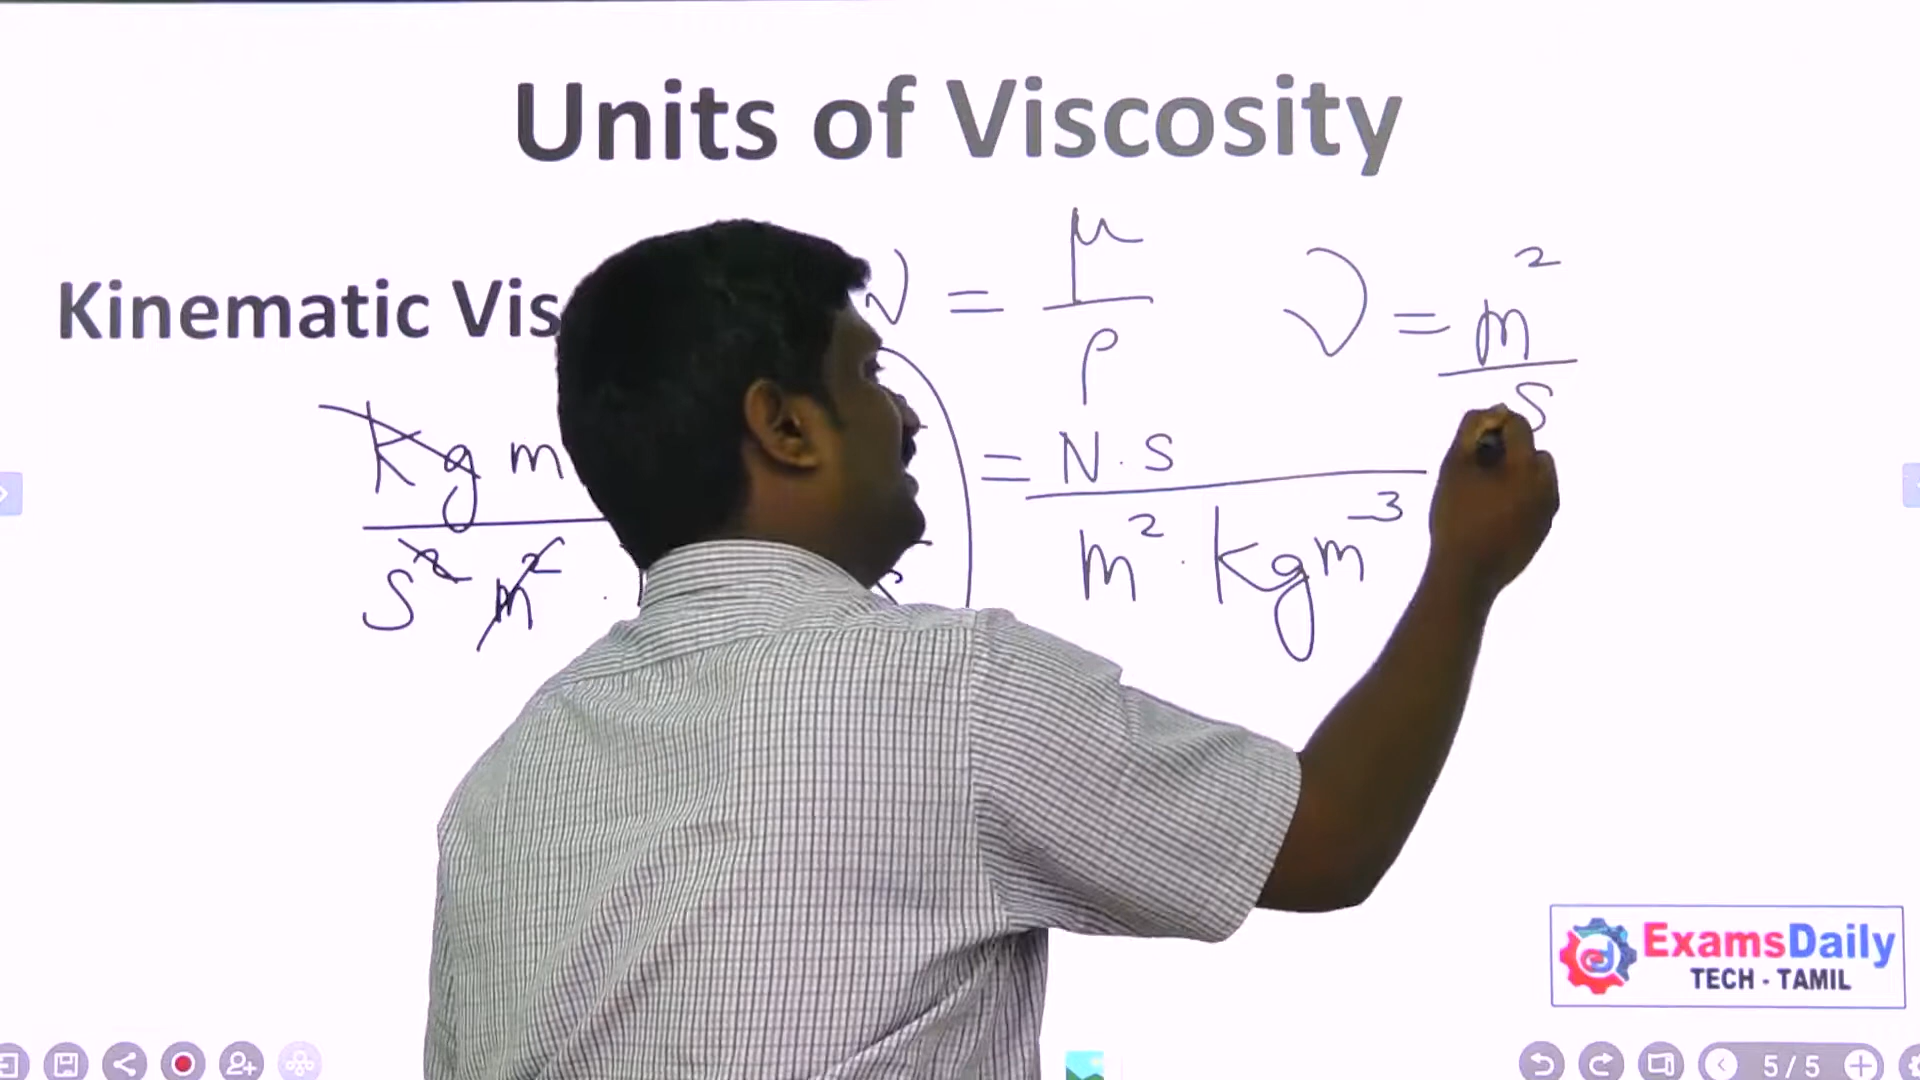 Units of Viscosity
Kinematic Vis
ν = μ / ρ
ν = m² / s
Kg m
s² m² ·
= N·s / m² · Kgm⁻³
ExamsDaily
TECH - TAMIL
5/5